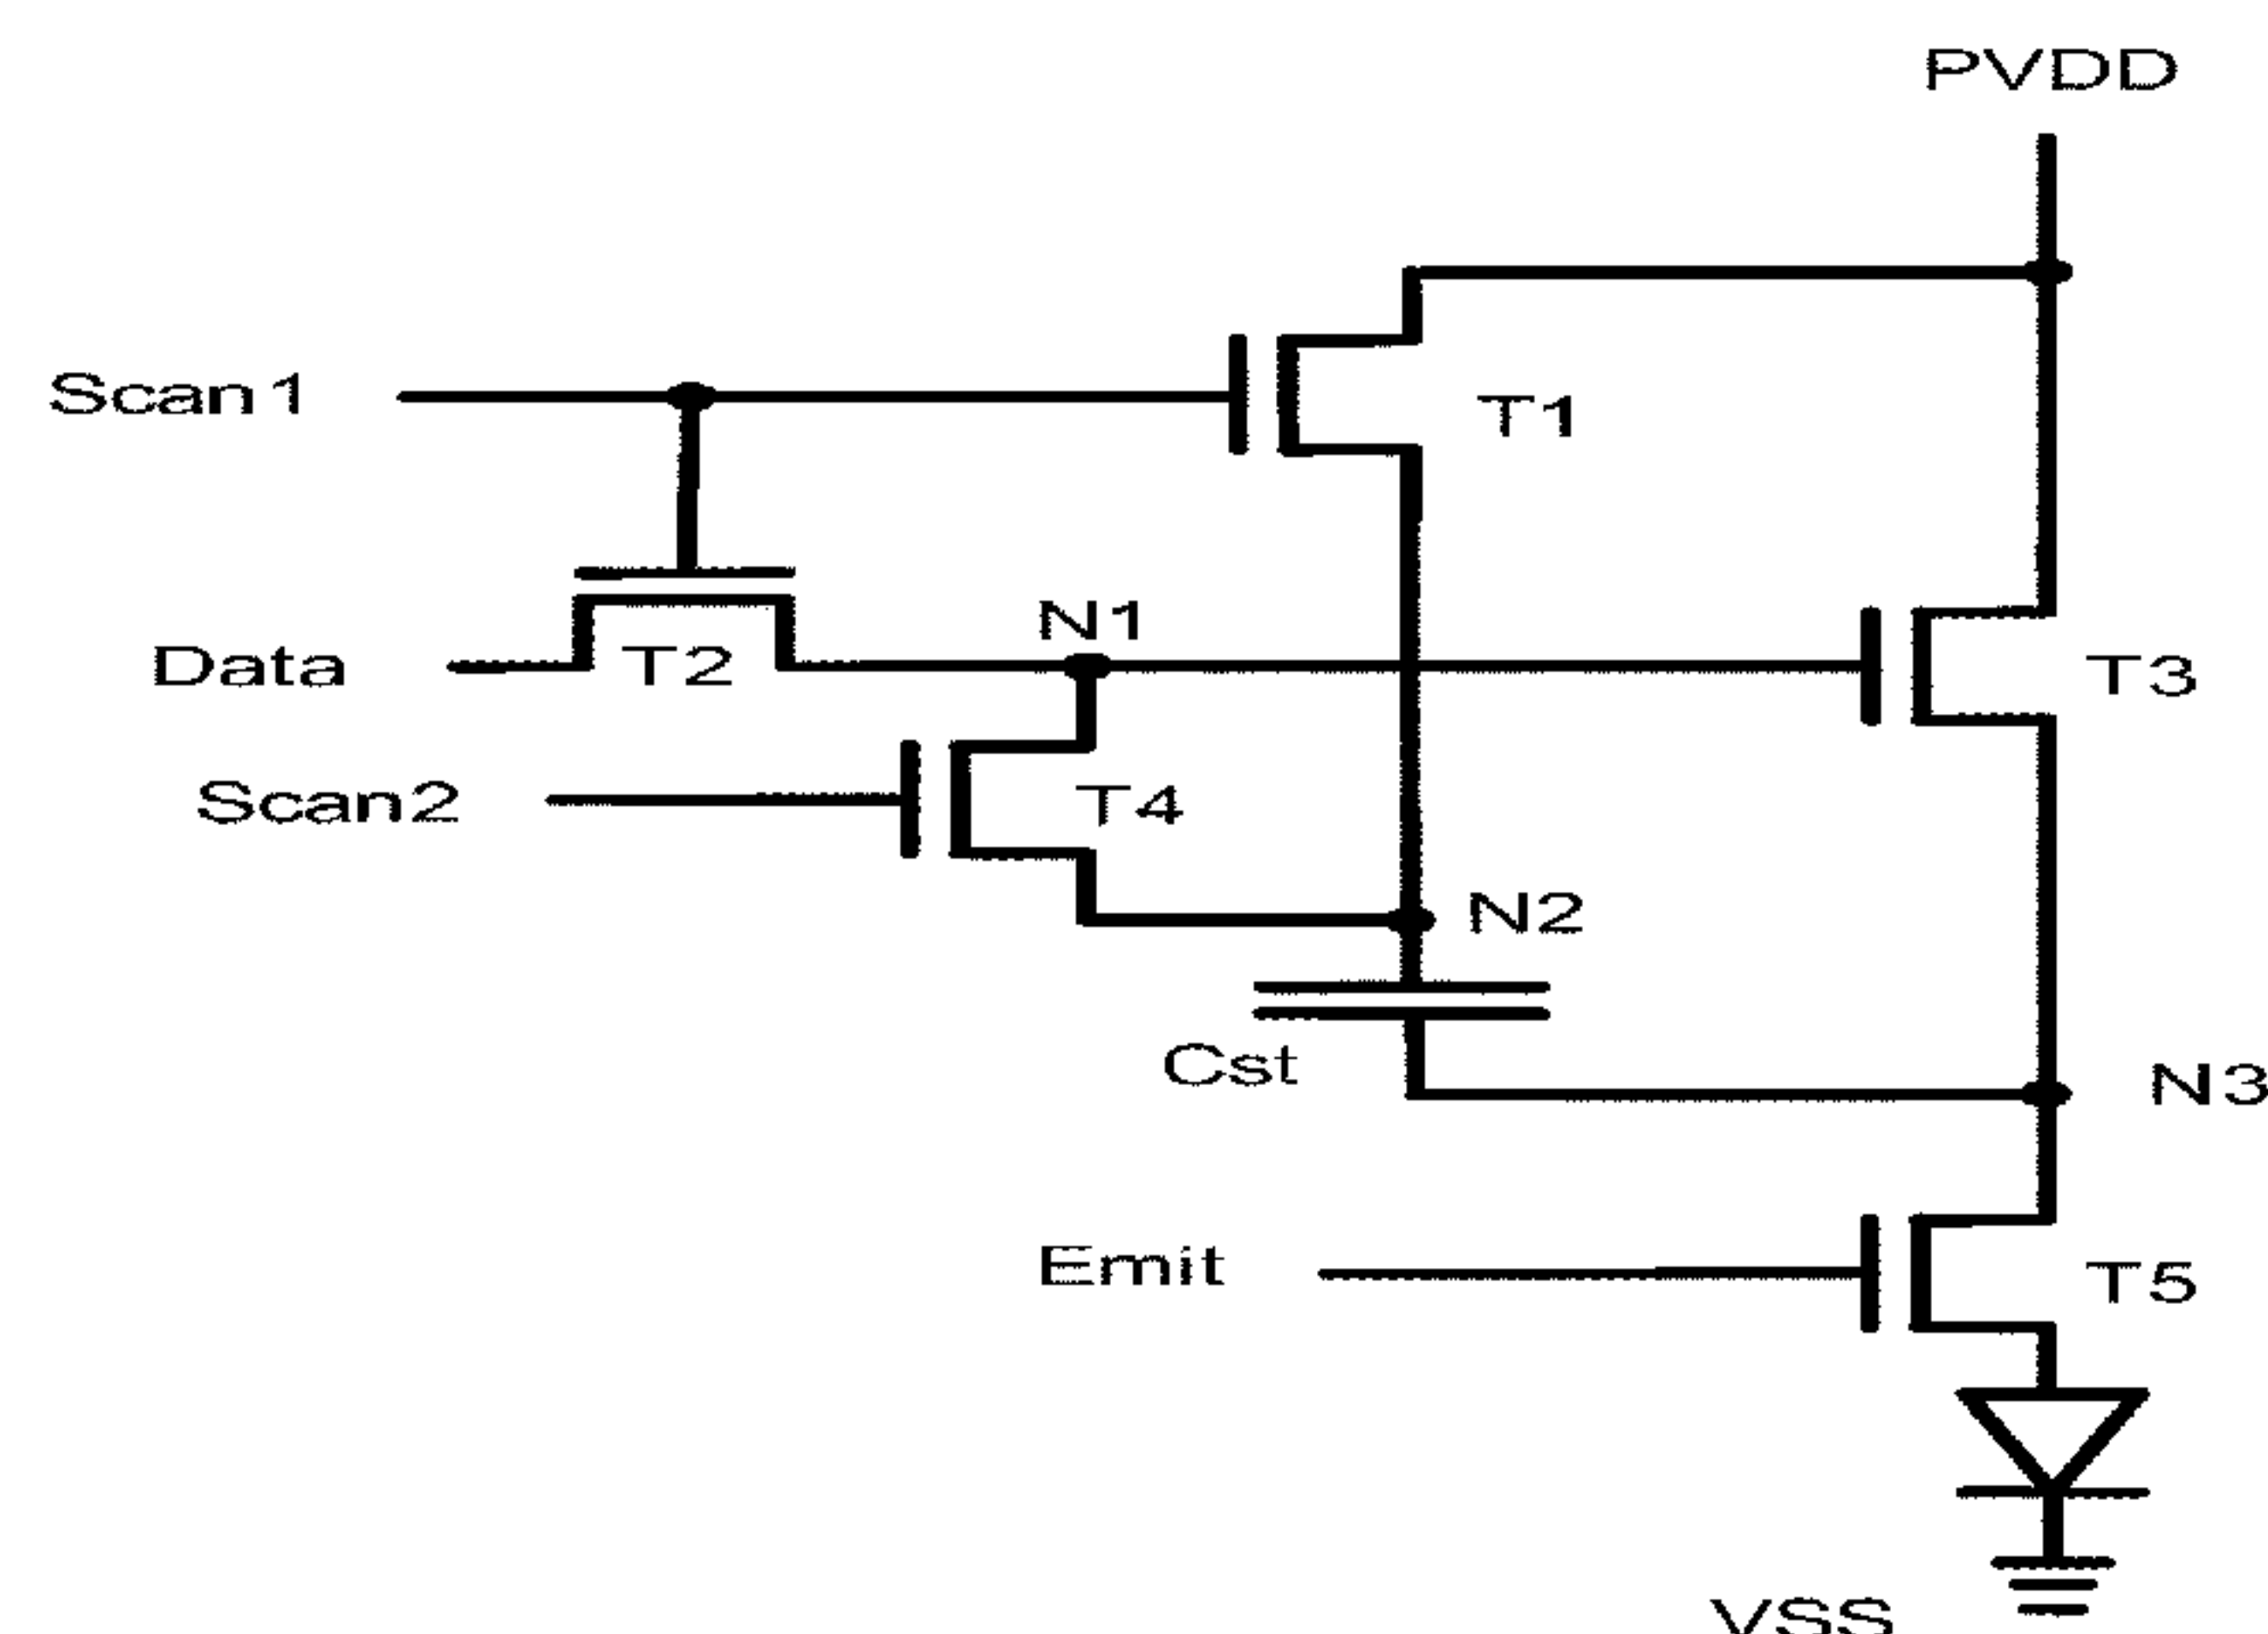 PVDD
Scan1
T1
N1
Data
T2
T3
Scan2
T4
N2
Cst
N3
Emit
T5
VSS